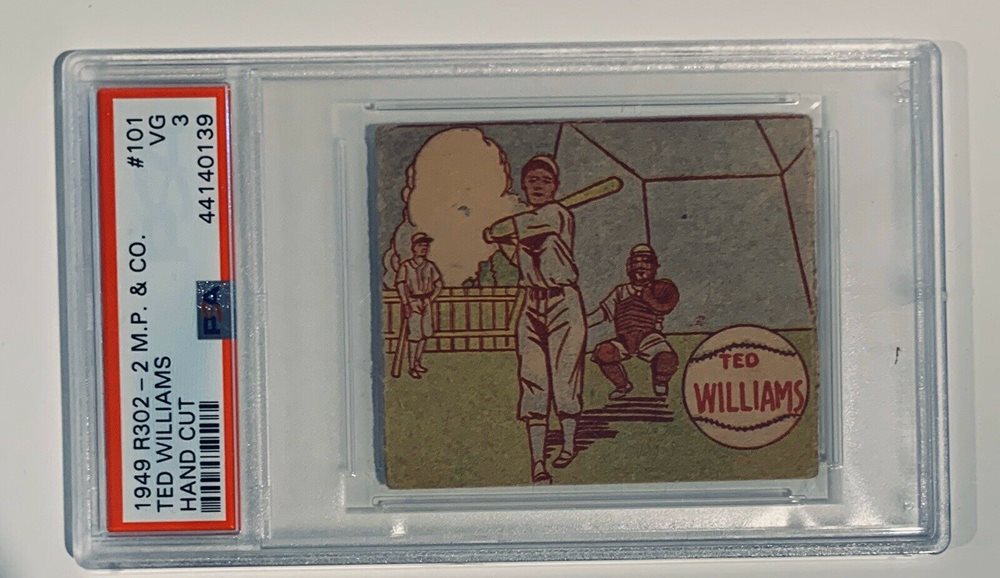 1949 R302-2 M.P. & CO. #101
TED WILLIAMS VG
HAND CUT 3
PSA 44140139
TED
WILLIAMS